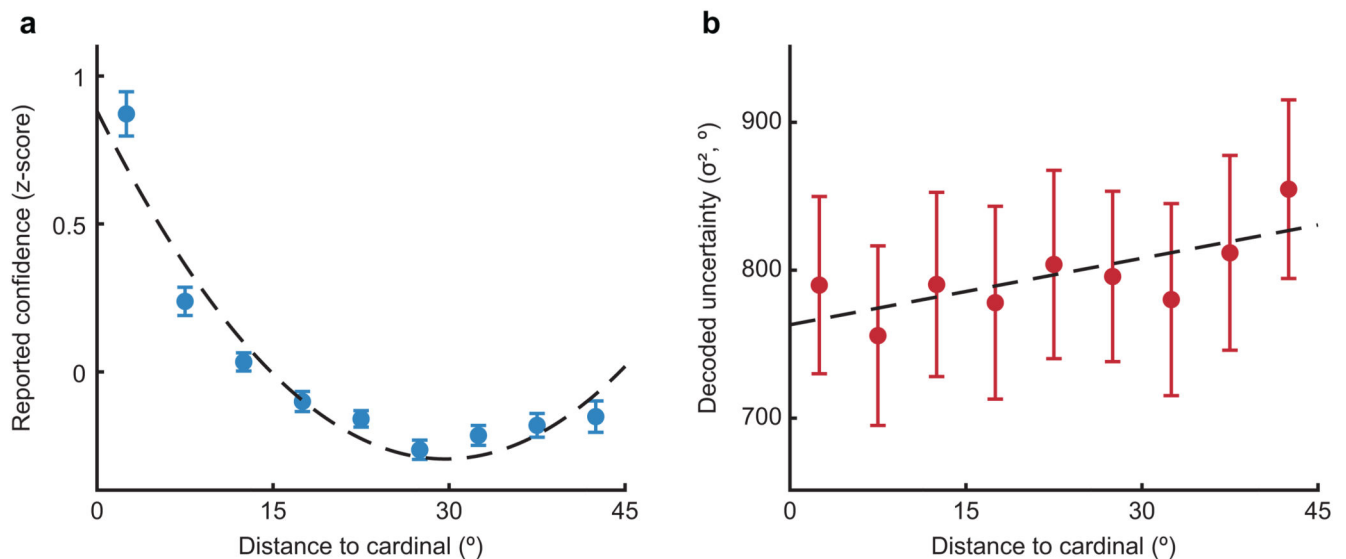 a
Reported confidence (z-score)
1
0.5
0
0
15
30
45
Distance to cardinal (º)
b
Decoded uncertainty (σ², º)
900
800
700
0
15
30
45
Distance to cardinal (º)